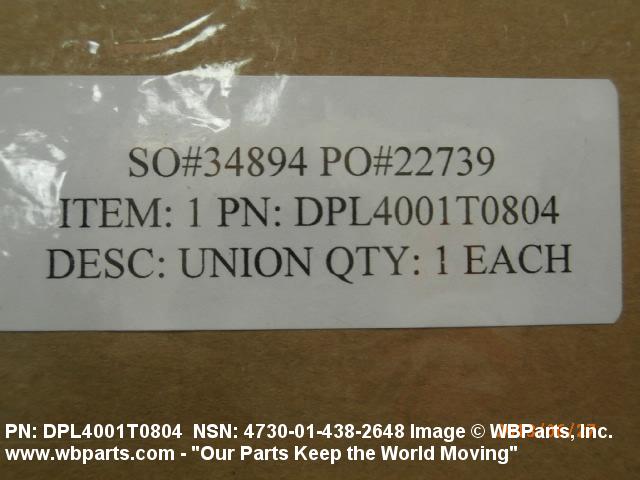 SO#34894 PO#22739
ITEM: 1 PN: DPL4001T0804
DESC: UNION QTY: 1 EACH
PN: DPL4001T0804 NSN: 4730-01-438-2648 Image © WBParts, Inc.
www.wbparts.com - "Our Parts Keep the World Moving"